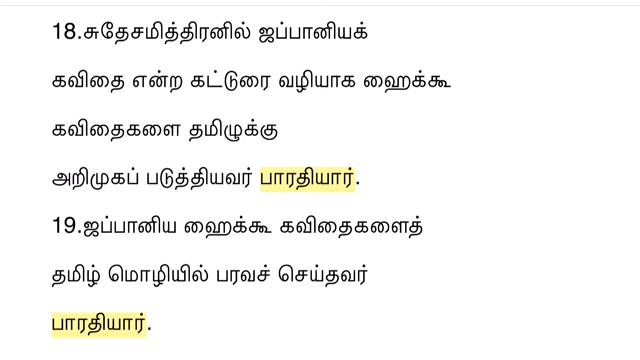 18.சுதேசமித்திரனில் ஜப்பானியக்
கவிதை என்ற கட்டுரை வழியாக ஹைக்கூ
கவிதைகளை தமிழுக்கு
அறிமுகப் படுத்தியவர் பாரதியார்.
19.ஜப்பானிய ஹைக்கூ கவிதைகளைத்
தமிழ் மொழியில் பரவச் செய்தவர்
பாரதியார்.